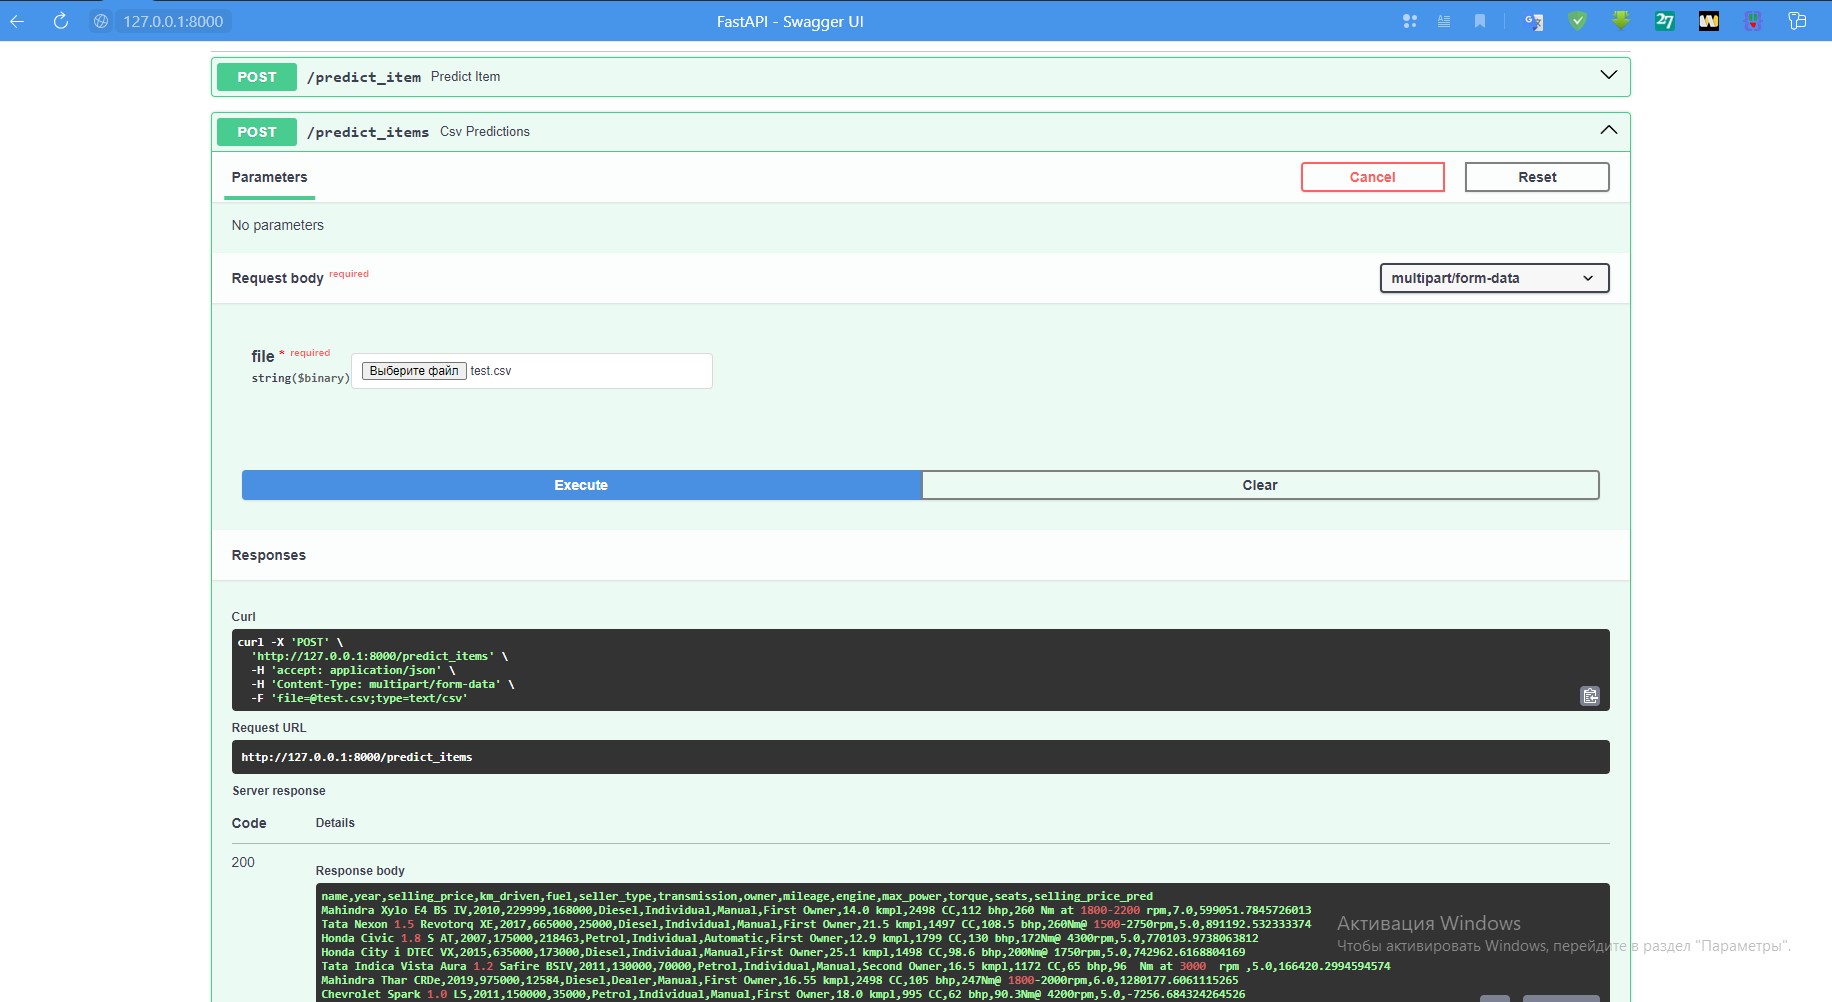 127.0.0.1:8000 FastAPI - Swagger UI 27
POST /predict_item Predict Item
POST /predict_items Csv Predictions
Parameters Cancel Reset
No parameters
Request body required multipart/form-data
file * required
string($binary) Выберите файл test.csv
Execute Clear
Responses
Curl
curl -X 'POST' \
'http://127.0.0.1:8000/predict_items' \
-H 'accept: application/json' \
-H 'Content-Type: multipart/form-data' \
-F 'file=@test.csv;type=text/csv'
Request URL
http://127.0.0.1:8000/predict_items
Server response
Code Details
200
Response body
name,year,selling_price,km_driven,fuel,seller_type,transmission,owner,mileage,engine,max_power,torque,seats,selling_price_pred
Mahindra Xylo E4 BS IV,2010,229999,168000,Diesel,Individual,Manual,First Owner,14.0 kmpl,2498 CC,112 bhp,260 Nm at 1800-2200 rpm,7.0,599051.7845726013
Tata Nexon 1.5 Revotorq XE,2017,665000,25000,Diesel,Individual,Manual,First Owner,21.5 kmpl,1497 CC,108.5 bhp,260Nm@ 1500-2750rpm,5.0,891192.532333374
Honda Civic 1.8 S AT,2007,175000,218463,Petrol,Individual,Automatic,First Owner,12.9 kmpl,1799 CC,130 bhp,172Nm@ 4300rpm,5.0,770103.9738063812
Honda City i DTEC VX,2015,635000,173000,Diesel,Individual,Manual,First Owner,25.1 kmpl,1498 CC,98.6 bhp,200Nm@ 1750rpm,5.0,742962.6168804169
Tata Indica Vista Aura 1.2 Safire BSIV,2011,130000,70000,Petrol,Individual,Manual,Second Owner,16.5 kmpl,1172 CC,65 bhp,96  Nm at 3000  rpm ,5.0,166420.2994594574
Mahindra Thar CRDe,2019,975000,12584,Diesel,Dealer,Manual,First Owner,16.55 kmpl,2498 CC,105 bhp,247Nm@ 1800-2000rpm,6.0,1280177.6061115265
Chevrolet Spark 1.0 LS,2011,150000,35000,Petrol,Individual,Manual,First Owner,18.0 kmpl,995 CC,62 bhp,90.3Nm@ 4200rpm,5.0,-7256.684324264526
Активация Windows
Чтобы активировать Windows, перейдите в раздел "Параметры".